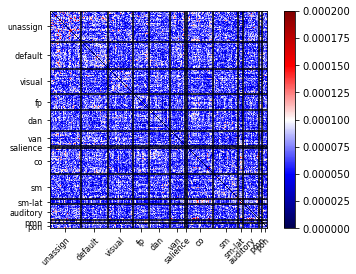 unassign
default
visual
fp
dan
van
salience
co
sm
sm-lat
auditory
pmn
pon
unassign
default
visual
fp
dan
van
salience
co
sm
sm-lat
auditory
0.000200
0.000175
0.000150
0.000125
0.000100
0.000075
0.000050
0.000025
0.000000